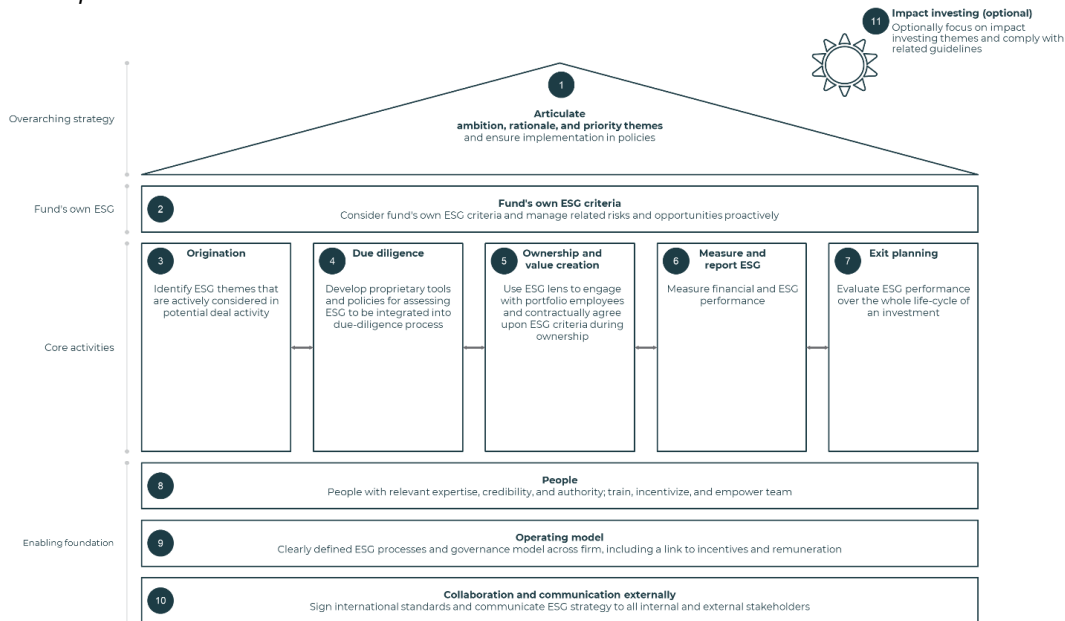 11
Impact investing (optional)
Optionally focus on impact
investing themes and comply with
related guidelines
1
Overarching strategy
Articulate
ambition, rationale, and priority themes
and ensure implementation in policies
Fund's own ESG
2
Fund's own ESG criteria
Consider fund's own ESG criteria and manage related risks and opportunities proactively
Core activities
3
Origination
Identify ESG themes that
are actively considered in
potential deal activity
4
Due diligence
Develop proprietary tools
and policies for assessing
ESG to be integrated into
due-diligence process
5
Ownership and
value creation
Use ESG lens to engage
with portfolio employees
and contractually agree
upon ESG criteria during
ownership
6
Measure and
report ESG
Measure financial and ESG
performance
7
Exit planning
Evaluate ESG performance
over the whole life-cycle of
an investment
Enabling foundation
8
People
People with relevant expertise, credibility, and authority; train, incentivize, and empower team
9
Operating model
Clearly defined ESG processes and governance model across firm, including a link to incentives and remuneration
10
Collaboration and communication externally
Sign international standards and communicate ESG strategy to all internal and external stakeholders